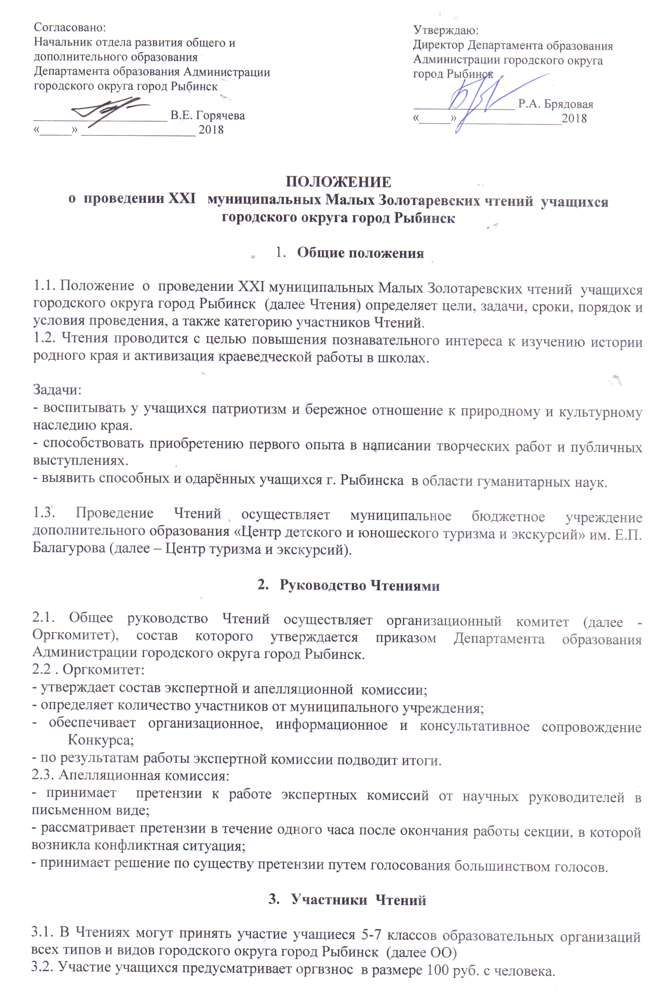 Согласовано:
Начальник отдела развития общего и
дополнительного образования
Департамента образования Администрации
городского округа город Рыбинск
_____________________ В.Е. Горячева
«_____» __________________ 2018
Утверждаю:
Директор Департамента образования
Администрации городского округа
город Рыбинск
________________ Р.А. Брядовая
«_____» ________________2018
ПОЛОЖЕНИЕ
о проведении XXI муниципальных Малых Золотаревских чтений учащихся
городского округа город Рыбинск
1. Общие положения
1.1. Положение о проведении XXI муниципальных Малых Золотаревских чтений учащихся
городского округа город Рыбинск (далее Чтения) определяет цели, задачи, сроки, порядок и
условия проведения, а также категорию участников Чтений.
1.2. Чтения проводится с целью повышения познавательного интереса к изучению истории
родного края и активизация краеведческой работы в школах.
Задачи:
- воспитывать у учащихся патриотизм и бережное отношение к природному и культурному
наследию края.
- способствовать приобретению первого опыта в написании творческих работ и публичных
выступлениях.
- выявить способных и одарённых учащихся г. Рыбинска в области гуманитарных наук.
1.3. Проведение Чтений осуществляет муниципальное бюджетное учреждение
дополнительного образования «Центр детского и юношеского туризма и экскурсий» им. Е.П.
Балагурова (далее – Центр туризма и экскурсий).
2. Руководство Чтениями
2.1. Общее руководство Чтений осуществляет организационный комитет (далее -
Оргкомитет), состав которого утверждается приказом Департамента образования
Администрации городского округа город Рыбинск.
2.2 . Оргкомитет:
- утверждает состав экспертной и апелляционной комиссии;
- определяет количество участников от муниципального учреждения;
- обеспечивает организационное, информационное и консультативное сопровождение
Конкурса;
- по результатам работы экспертной комиссии подводит итоги.
2.3. Апелляционная комиссия:
- принимает претензии к работе экспертных комиссий от научных руководителей в
письменном виде;
- рассматривает претензии в течение одного часа после окончания работы секции, в которой
возникла конфликтная ситуация;
- принимает решение по существу претензии путем голосования большинством голосов.
3. Участники Чтений
3.1. В Чтениях могут принять участие учащиеся 5-7 классов образовательных организаций
всех типов и видов городского округа город Рыбинск (далее ОО)
3.2. Участие учащихся предусматривает оргвзнос в размере 100 руб. с человека.